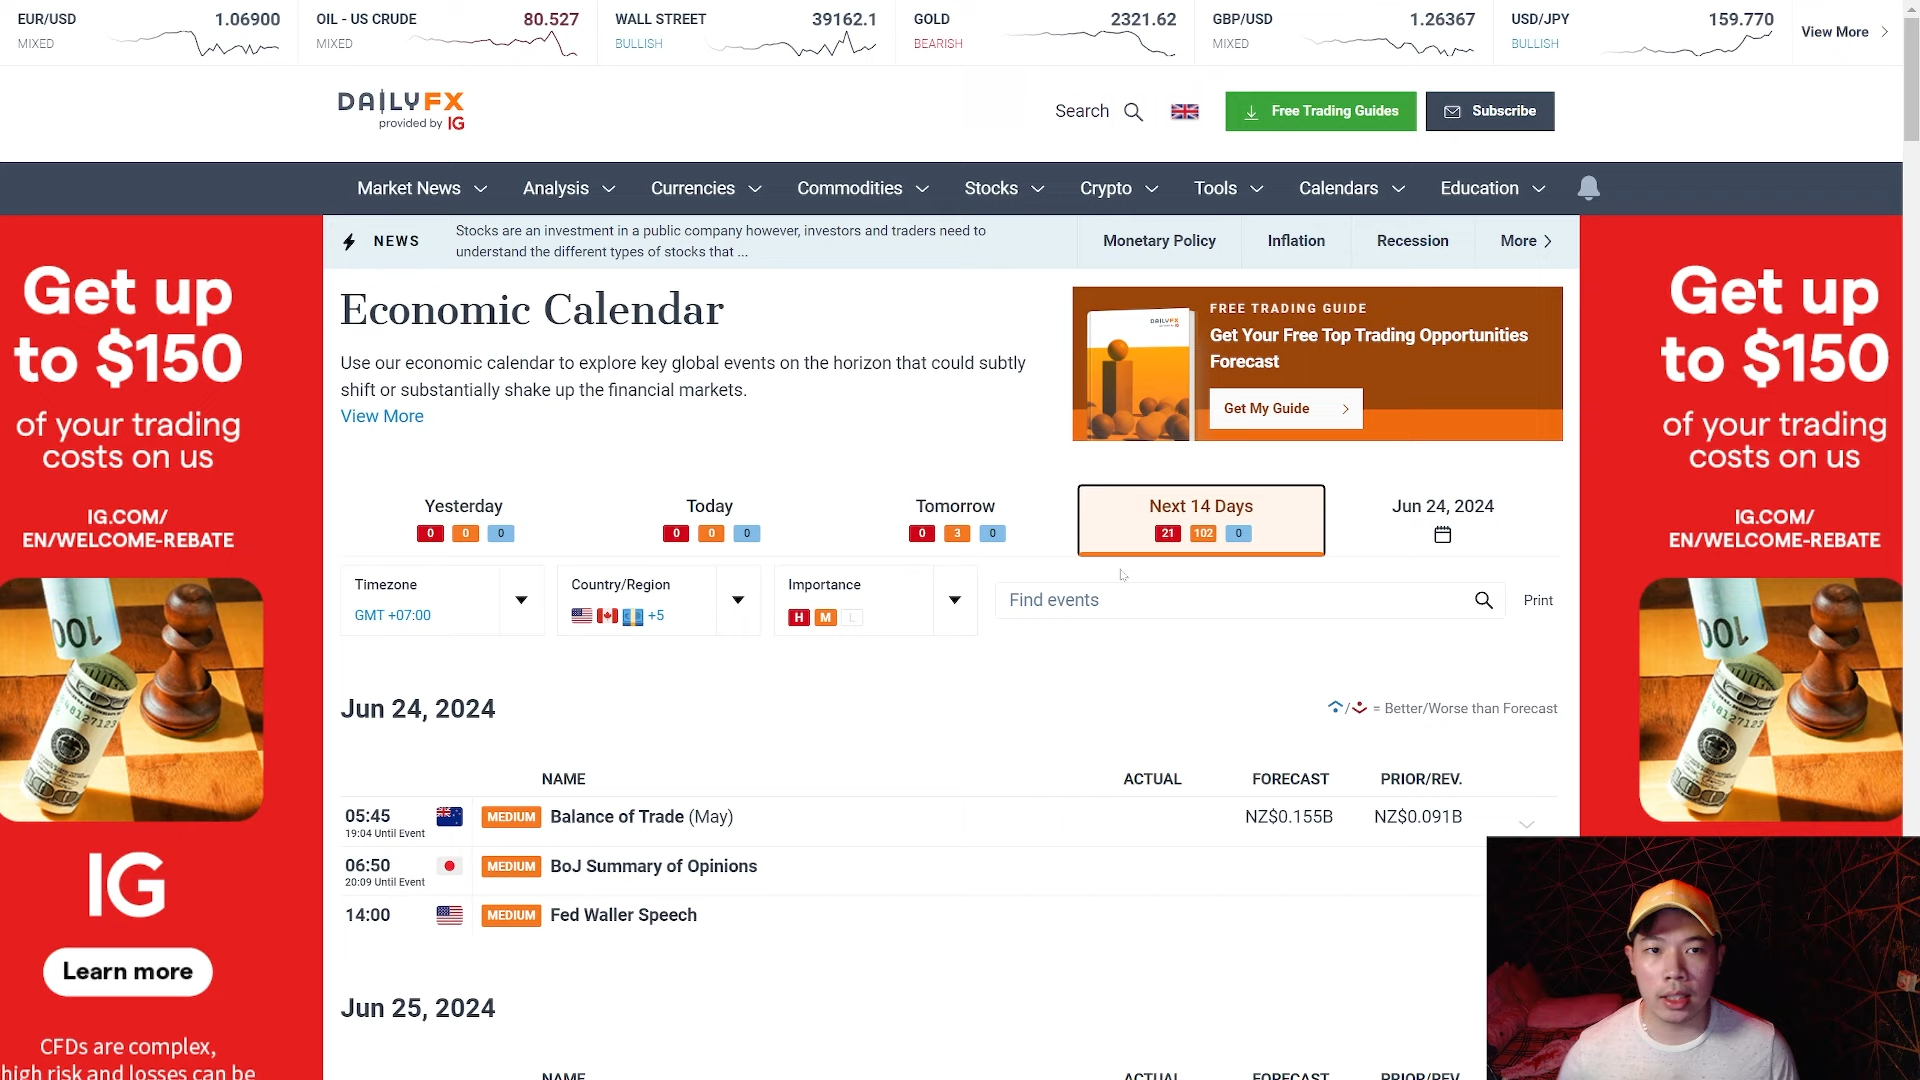 EUR/USD 1.06900
MIXED
OIL - US CRUDE 80.527
MIXED
WALL STREET 39162.1
BULLISH
GOLD 2321.62
BEARISH
GBP/USD 1.26367
MIXED
USD/JPY 159.770
BULLISH
View More
DAILYFX
provided by IG
Search
Free Trading Guides
Subscribe
Market News Analysis Currencies Commodities Stocks Crypto Tools Calendars Education
NEWS
Stocks are an investment in a public company however, investors and traders need to
understand the different types of stocks that ...
Monetary Policy Inflation Recession More
Get up
to $150
of your trading
costs on us
IG.COM/
EN/WELCOME-REBATE
IG
Learn more
CFDs are complex,
high risk and losses can be
Economic Calendar
Use our economic calendar to explore key global events on the horizon that could subtly
shift or substantially shake up the financial markets.
View More
DAILYFX
FREE TRADING GUIDE
Get Your Free Top Trading Opportunities
Forecast
Get My Guide
Yesterday
0 0 0
Today
0 0 0
Tomorrow
0 3 0
Next 14 Days
21 102 0
Jun 24, 2024
Timezone
GMT +07:00
Country/Region
+5
Importance
H M L
Find events
Print
Jun 24, 2024
/ = Better/Worse than Forecast
NAME ACTUAL FORECAST PRIOR/REV.
05:45 MEDIUM Balance of Trade (May) NZ$0.155B NZ$0.091B
19:04 Until Event
06:50 MEDIUM BoJ Summary of Opinions
20:09 Until Event
14:00 MEDIUM Fed Waller Speech
Jun 25, 2024
NAME ACTUAL FORECAST PRIOR/REV.
Get up
to $150
of your trading
costs on us
IG.COM/
EN/WELCOME-REBATE